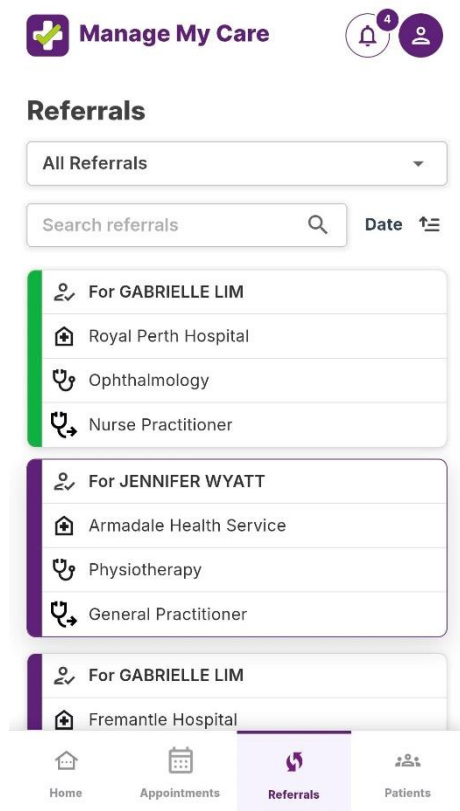 Manage My Care
4
Referrals
All Referrals
Search referrals
Date
For GABRIELLE LIM
Royal Perth Hospital
Ophthalmology
Nurse Practitioner
For JENNIFER WYATT
Armadale Health Service
Physiotherapy
General Practitioner
For GABRIELLE LIM
Fremantle Hospital
Home Appointments Referrals Patients